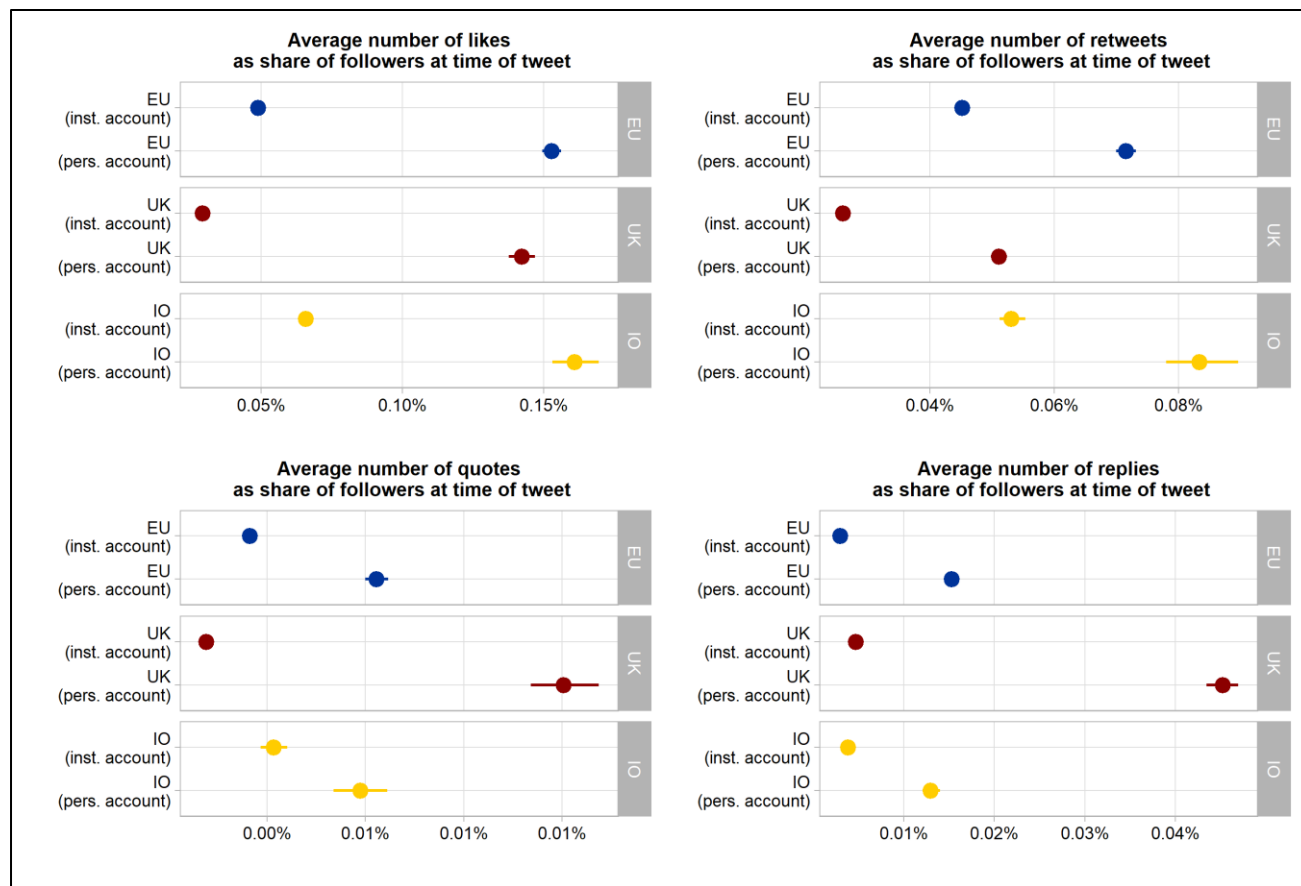 Average number of likes
as share of followers at time of tweet
EU
(inst. account)
EU
(pers. account)
EU
UK
(inst. account)
UK
(pers. account)
UK
IO
(inst. account)
IO
(pers. account)
IO
0.05% 0.10% 0.15%
Average number of retweets
as share of followers at time of tweet
EU
(inst. account)
EU
(pers. account)
EU
UK
(inst. account)
UK
(pers. account)
UK
IO
(inst. account)
IO
(pers. account)
IO
0.04% 0.06% 0.08%
Average number of quotes
as share of followers at time of tweet
EU
(inst. account)
EU
(pers. account)
EU
UK
(inst. account)
UK
(pers. account)
UK
IO
(inst. account)
IO
(pers. account)
IO
0.00% 0.01% 0.01% 0.01%
Average number of replies
as share of followers at time of tweet
EU
(inst. account)
EU
(pers. account)
EU
UK
(inst. account)
UK
(pers. account)
UK
IO
(inst. account)
IO
(pers. account)
IO
0.01% 0.02% 0.03% 0.04%